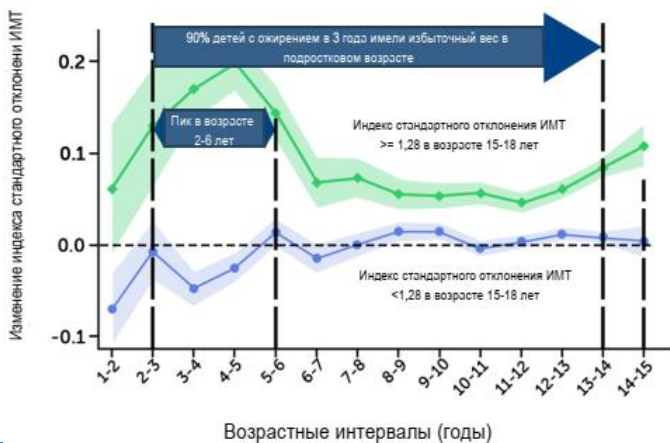 90% детей с ожирением в 3 года имели избыточный вес в
подростковом возрасте
Изменение индекса стандартного отклонени ИМТ
0.2
Пик в возрасте
2-6 лет
Индекс стандартного отклонения ИМТ
>= 1,28 в возрасте 15-18 лет
0.1
0.0
Индекс стандартного отклонения ИМТ
<1,28 в возрасте 15-18 лет
-0.1
1-2
2-3
3-4
4-5
5-6
6-7
7-8
8-9
9-10
10-11
11-12
12-13
13-14
14-15
Возрастные интервалы (годы)